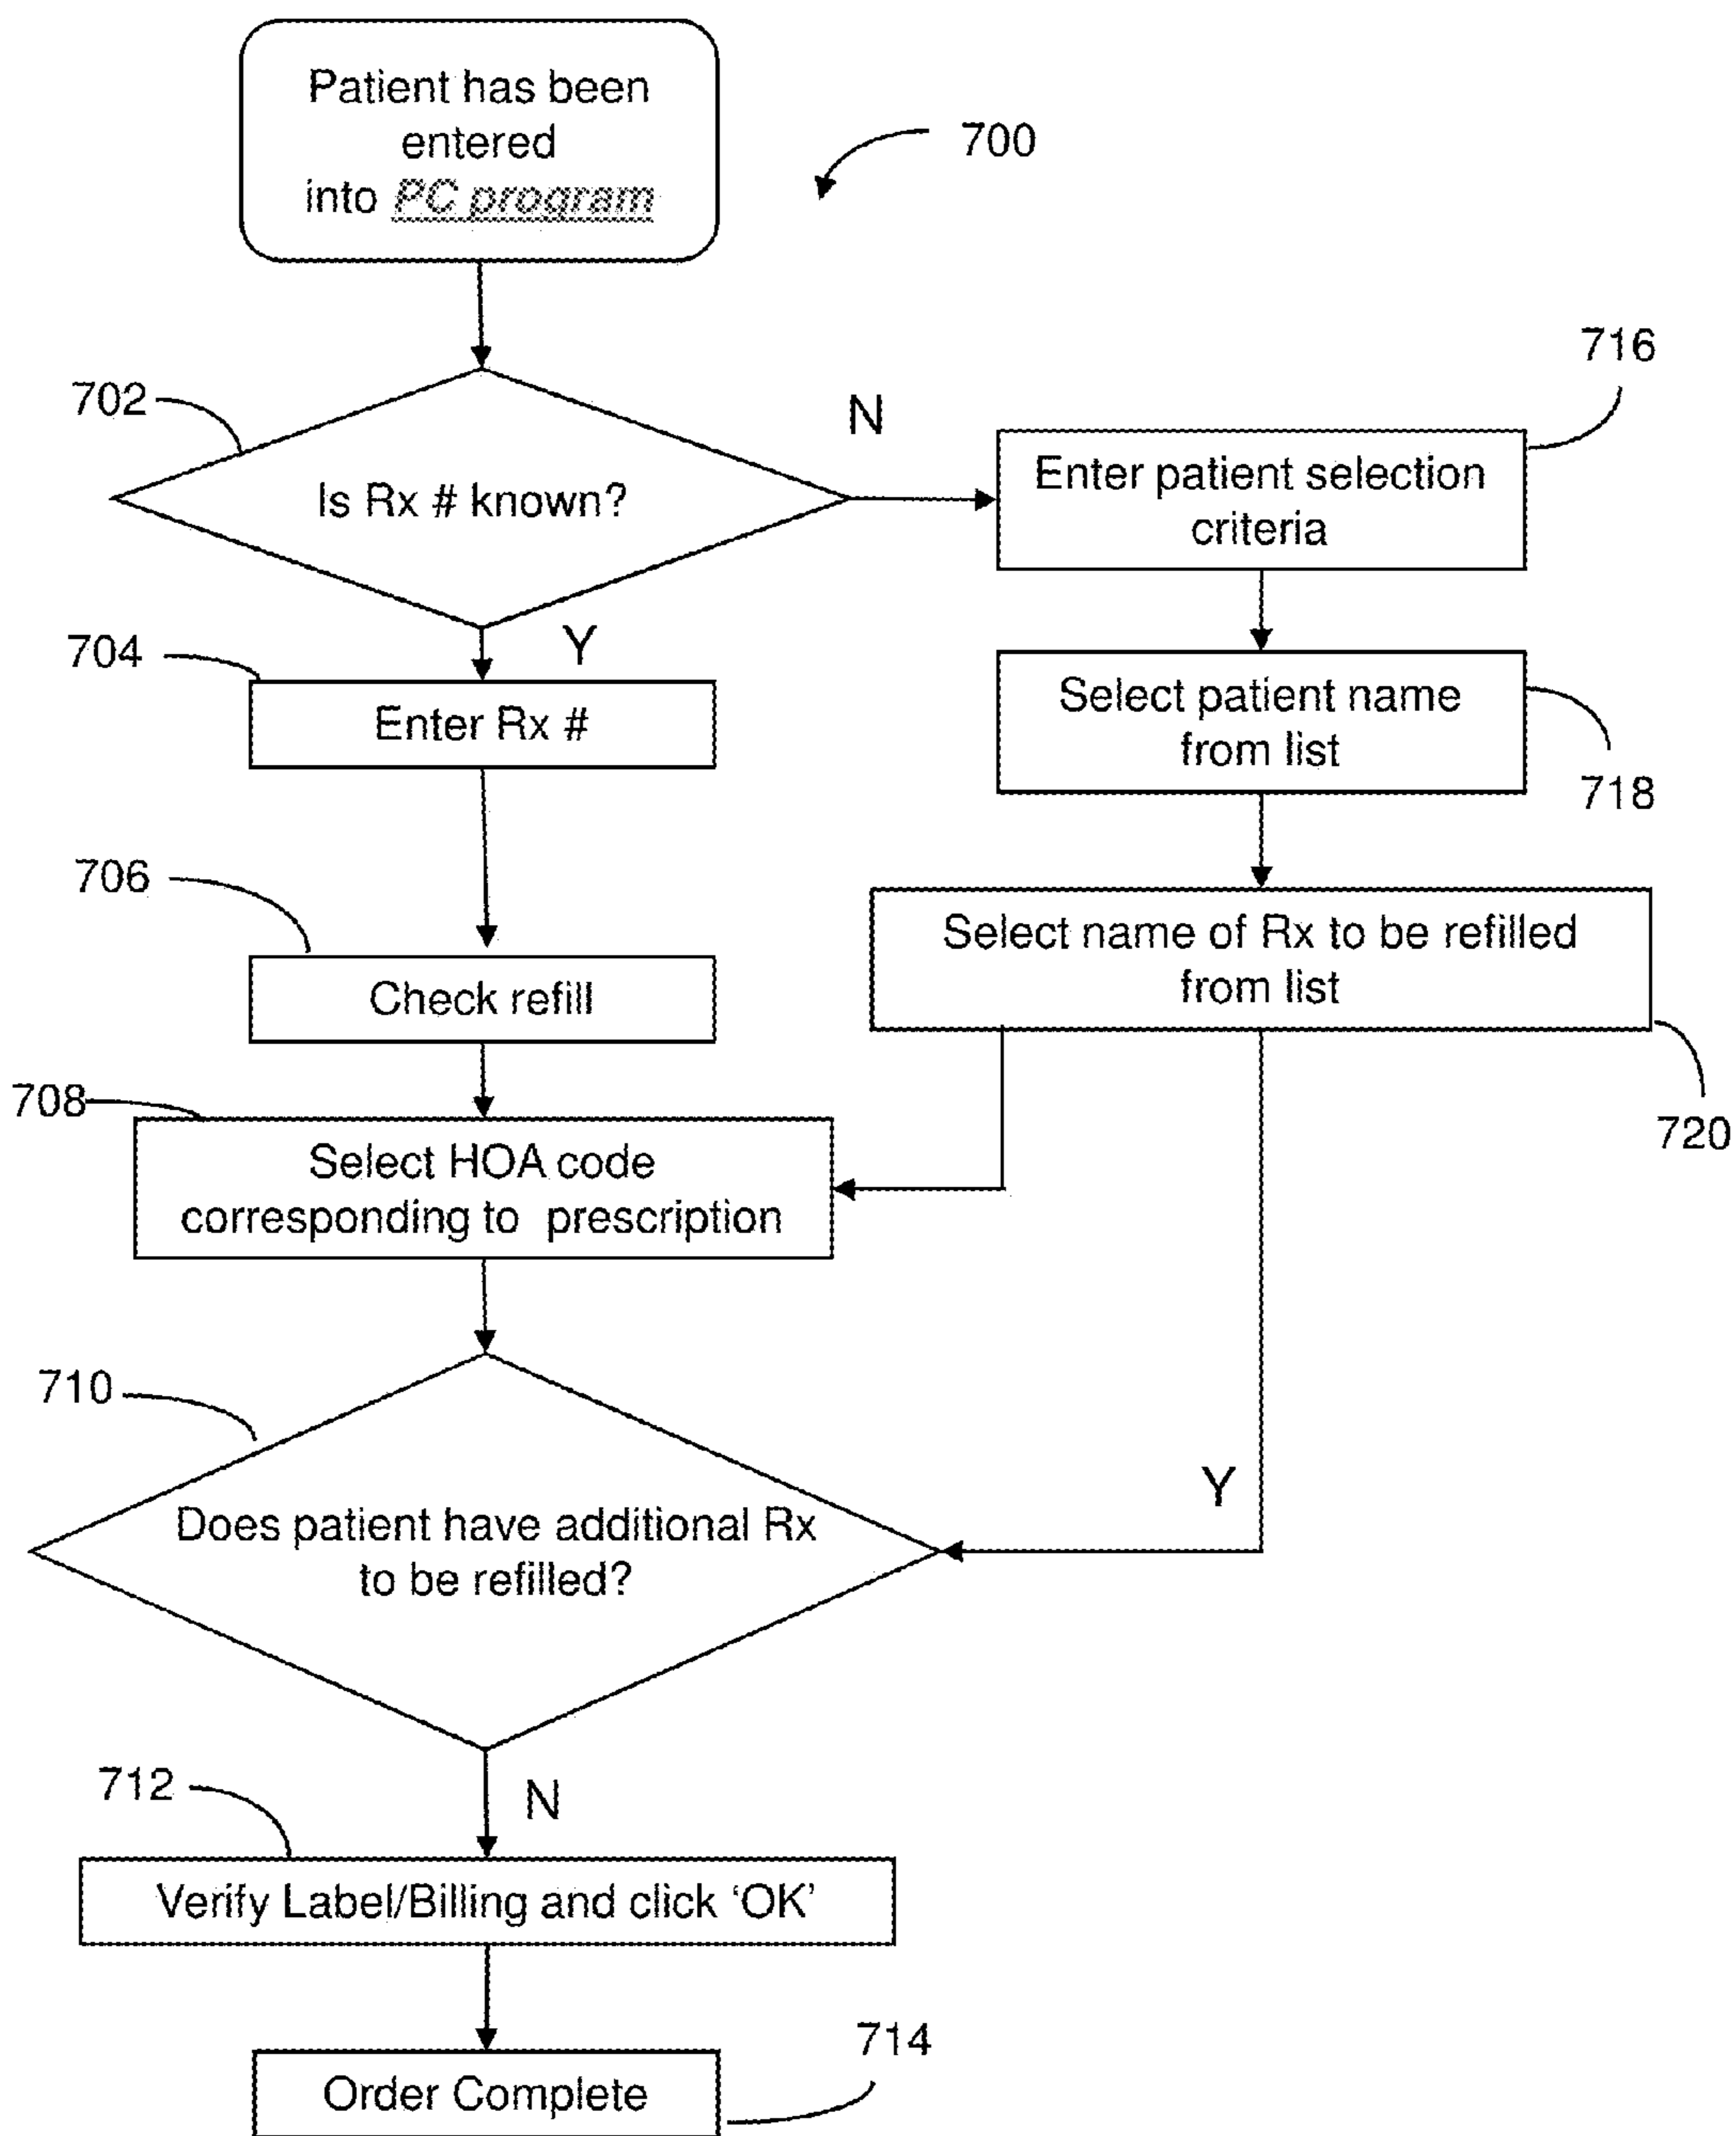 Patient has been
entered
into PC program
700
702
Is Rx # known?
N
Y
716
Enter patient selection
criteria
704
Enter Rx #
Select patient name
from list
718
706
Check refill
Select name of Rx to be refilled
from list
720
708
Select HOA code
corresponding to prescription
710
Does patient have additional Rx
to be refilled?
Y
N
712
Verify Label/Billing and click ‘OK’
714
Order Complete